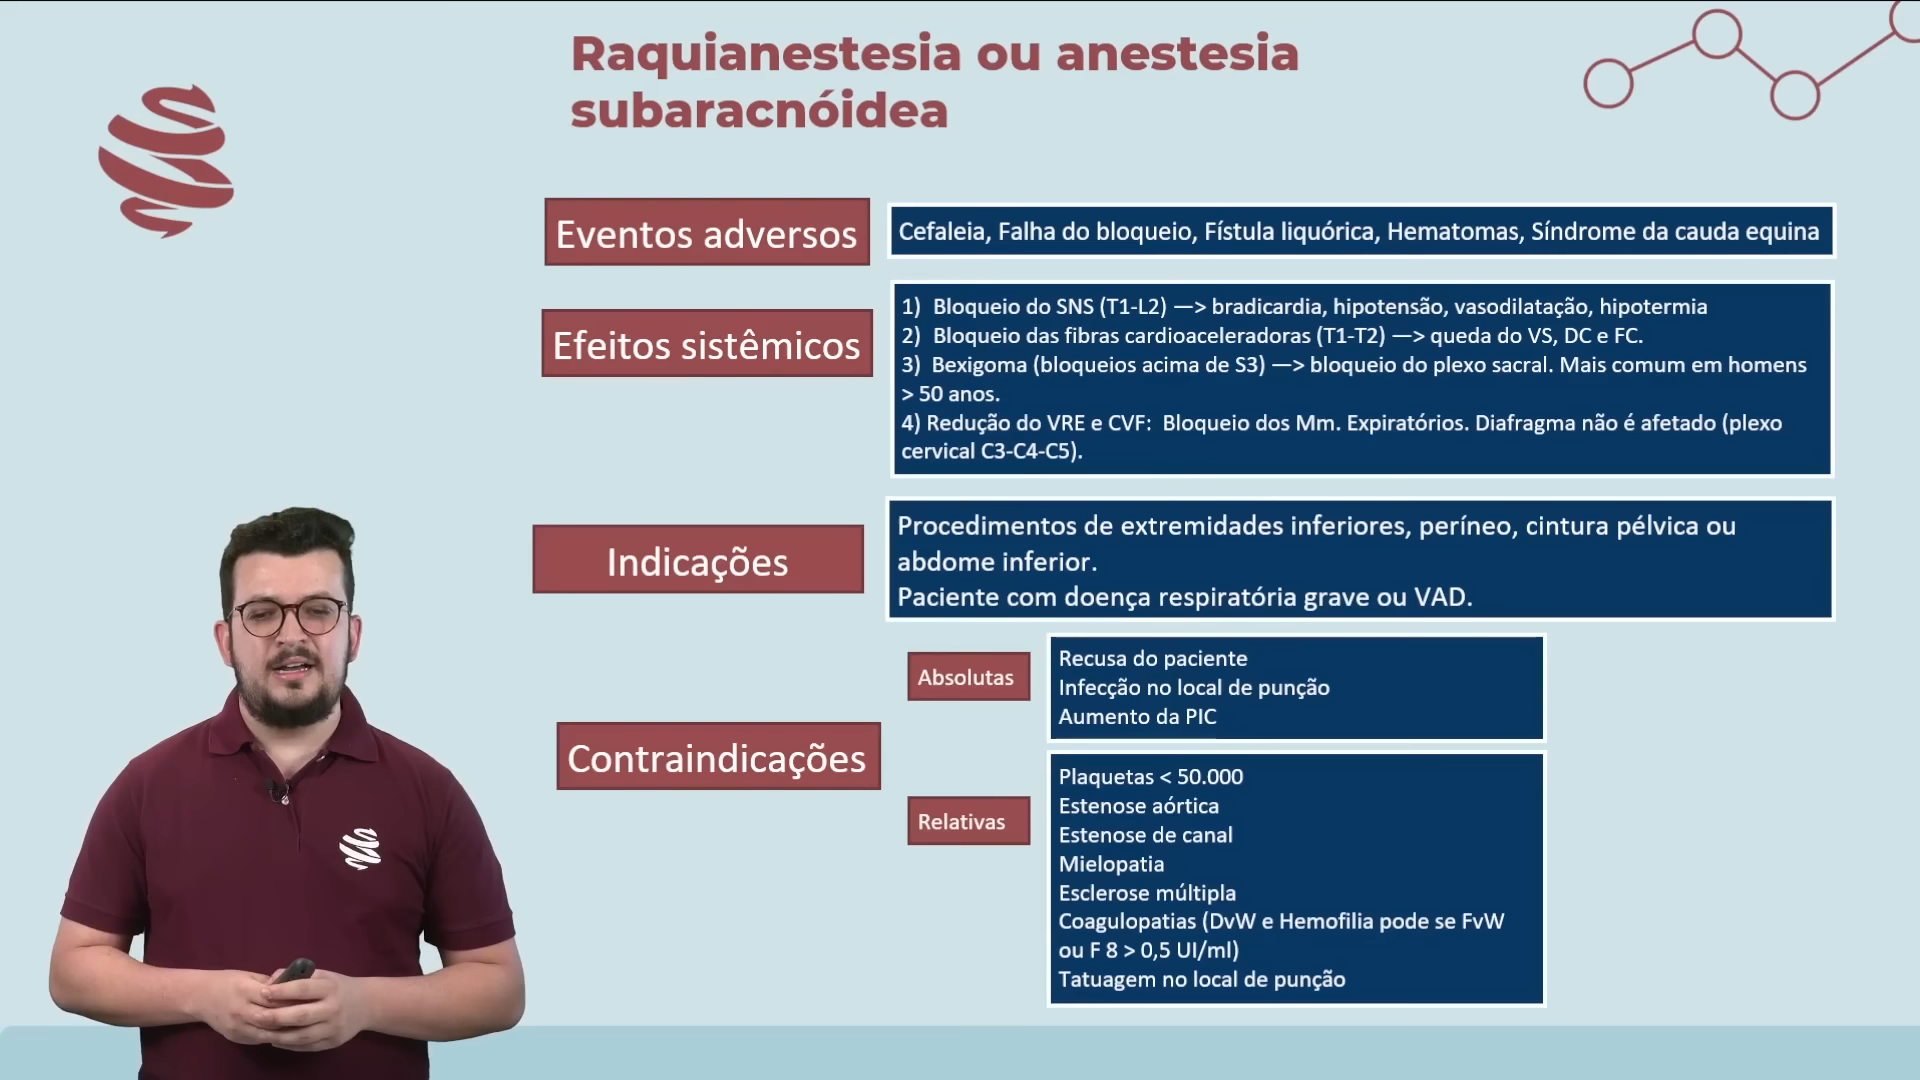 Raquianestesia ou anestesia
subaracnóidea
Eventos adversos
Cefaleia, Falha do bloqueio, Fístula liquórica, Hematomas, Síndrome da cauda equina
Efeitos sistêmicos
1) Bloqueio do SNS (T1-L2) —> bradicardia, hipotensão, vasodilatação, hipotermia
2) Bloqueio das fibras cardioaceleradoras (T1-T2) —> queda do VS, DC e FC.
3) Bexigoma (bloqueios acima de S3) —> bloqueio do plexo sacral. Mais comum em homens
> 50 anos.
4) Redução do VRE e CVF: Bloqueio dos Mm. Expiratórios. Diafragma não é afetado (plexo
cervical C3-C4-C5).
Indicações
Procedimentos de extremidades inferiores, períneo, cintura pélvica ou
abdome inferior.
Paciente com doença respiratória grave ou VAD.
Contraindicações
Absolutas
Recusa do paciente
Infecção no local de punção
Aumento da PIC
Relativas
Plaquetas < 50.000
Estenose aórtica
Estenose de canal
Mielopatia
Esclerose múltipla
Coagulopatias (DvW e Hemofilia pode se FvW
ou F 8 > 0,5 UI/ml)
Tatuagem no local de punção